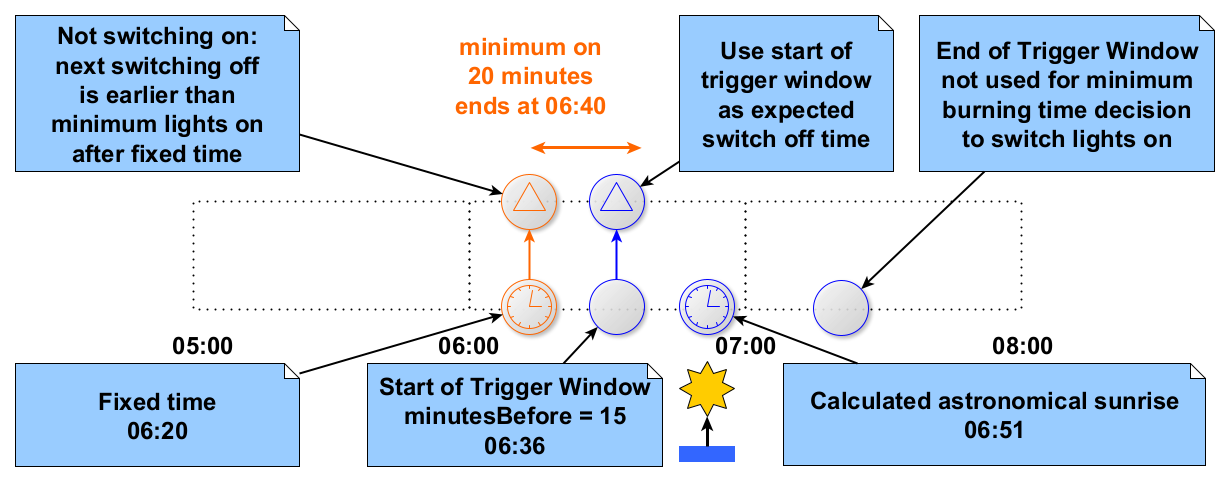 Not switching on:
next switching off
is earlier than
minimum lights on
after fixed time
minimum on
20 minutes
ends at 06:40
Use start of
trigger window
as expected
switch off time
End of Trigger Window
not used for minimum
burning time decision
to switch lights on
05:00
06:00
07:00
08:00
Fixed time
06:20
Start of Trigger Window
minutesBefore = 15
06:36
Calculated astronomical sunrise
06:51